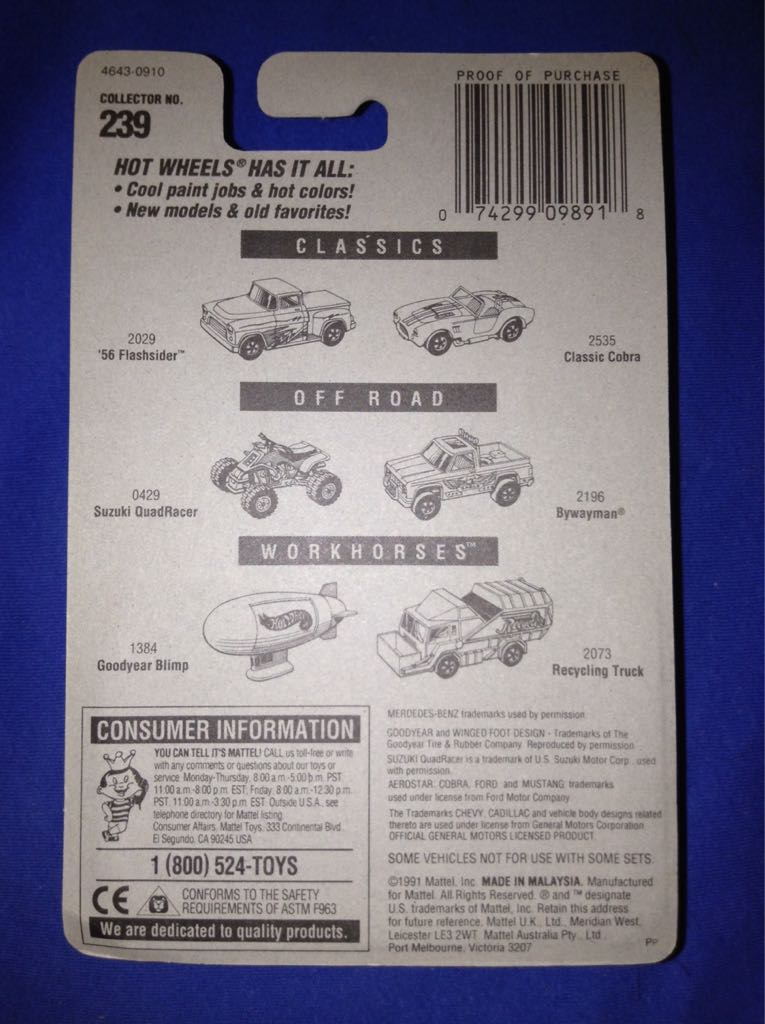 4643-0910
COLLECTOR NO.
239
PROOF OF PURCHASE
0 74299 09891 8
HOT WHEELS® HAS IT ALL:
• Cool paint jobs & hot colors!
• New models & old favorites!
CLASSICS
2029
'56 Flashsider™
2535
Classic Cobra
OFF ROAD
0429
Suzuki QuadRacer
2196
Bywayman®
WORKHORSES™
Hot Wheels
1384
Goodyear Blimp
2073
Recycling Truck
CONSUMER INFORMATION
YOU CAN TELL IT'S MATTEL! CALL us toll-free or write
with any comments or questions about our toys or
service. Monday-Thursday, 8:00 a.m.-5:00 p.m. PST.
11:00 a.m.-8:00 p.m. EST, Friday, 8:00 a.m.-12:30 p.m.
PST, 11:00 a.m.-3:30 p.m. EST. Outside U.S.A., see
telephone directory for Mattel listing.
Consumer Affairs, Mattel Toys, 333 Continental Blvd.,
El Segundo, CA 90245 USA
1 (800) 524-TOYS
CE
CONFORMS TO THE SAFETY
REQUIREMENTS OF ASTM F963
We are dedicated to quality products.
MERDEDES-BENZ trademarks used by permission.
GOODYEAR and WINGED FOOT DESIGN - Trademarks of The
Goodyear Tire & Rubber Company. Reproduced by permission.
SUZUKI QuadRacer is a trademark of U.S. Suzuki Motor Corp., used
with permission.
AEROSTAR, COBRA, FORD and MUSTANG trademarks
used under license from Ford Motor Company.
The Trademarks CHEVY, CADILLAC and vehicle body designs related
thereto are used under license from General Motors Corporation.
OFFICIAL GENERAL MOTORS LICENSED PRODUCT.
SOME VEHICLES NOT FOR USE WITH SOME SETS.
©1991 Mattel, Inc. MADE IN MALAYSIA. Manufactured
for Mattel. All Rights Reserved. ® and ™ designate
U.S. trademarks of Mattel, Inc. Retain this address
for future reference. Mattel U.K., Ltd., Meridian West,
Leicester LE3 2WT. Mattel Australia Pty., Ltd.,
Port Melbourne, Victoria 3207
PP